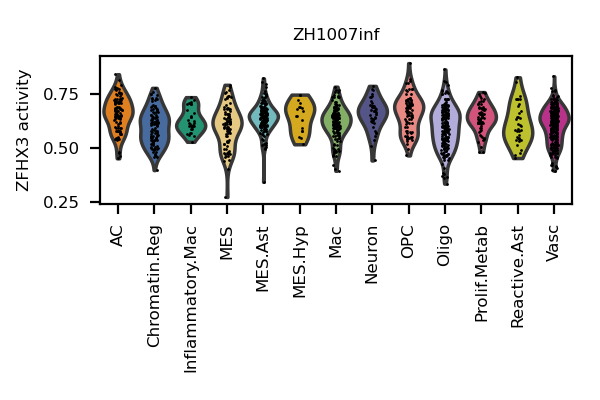 ZH1007inf
ZFHX3 activity
0.75
0.50
0.25
AC
Chromatin.Reg
Inflammatory.Mac
MES
MES.Ast
MES.Hyp
Mac
Neuron
OPC
Oligo
Prolif.Metab
Reactive.Ast
Vasc